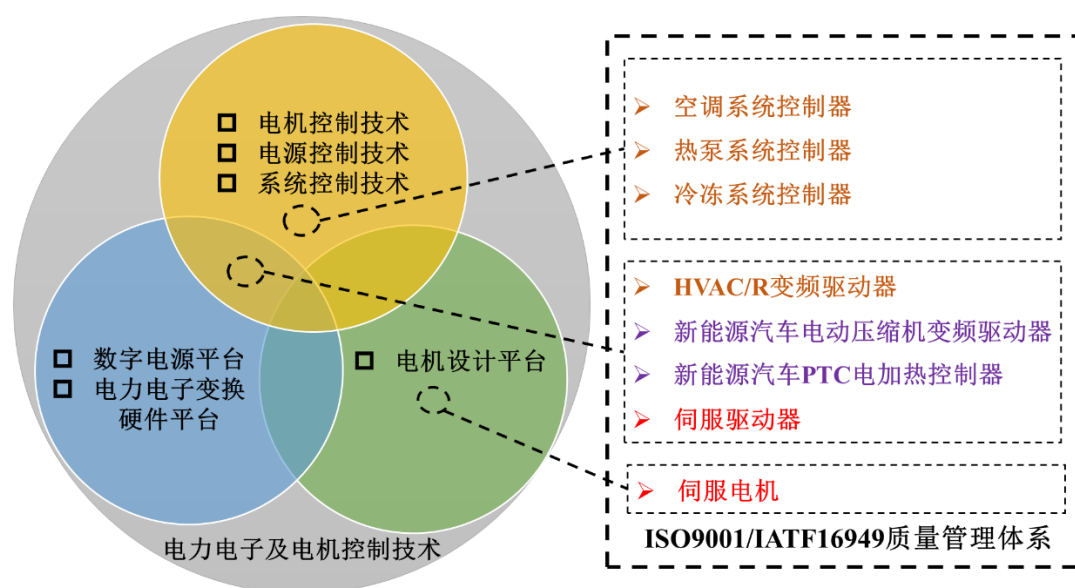 电机控制技术
电源控制技术
系统控制技术
数字电源平台
电力电子变换
硬件平台
电机设计平台
电力电子及电机控制技术
空调系统控制器
热泵系统控制器
冷冻系统控制器
HVAC/R变频驱动器
新能源汽车电动压缩机变频驱动器
新能源汽车PTC电加热控制器
伺服驱动器
伺服电机
ISO9001/IATF16949质量管理体系